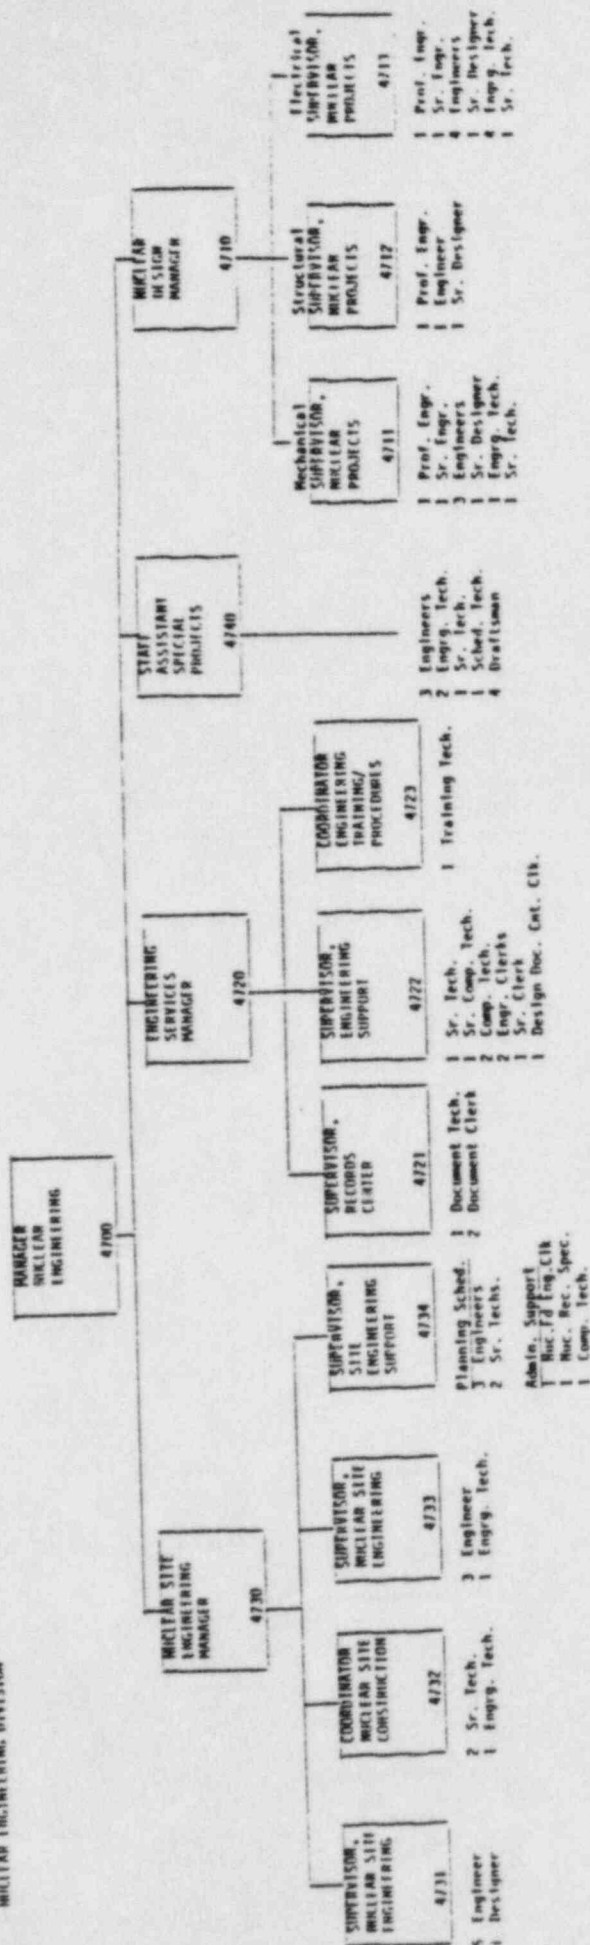 NUCLEAR ENGINEERING DIVISION
MANAGER
NUCLEAR
ENGINEERING
4700
NUCLEAR SITE
ENGINEERING
MANAGER
4730
ENGINEERING
SERVICES
MANAGER
4720
STAFF
ASSISTANT
SPECIAL
PROJECTS
4740
NUCLEAR
DESIGN
MANAGER
4710
SUPERVISOR,
NUCLEAR SITE
ENGINEERING
4731
Engineer
Designer
COORDINATOR
NUCLEAR SITE
CONSTRUCTION
4732
2 Sr. Tech.
1 Engrg. Tech.
SUPERVISOR,
NUCLEAR SITE
ENGINEERING
4733
3 Engineer
1 Engrg. Tech.
SUPERVISOR,
SITE
ENGINEERING
SUPPORT
4734
Planning Sched.
3 Engineers
2 Sr. Techs.
Admin. Support
1 Nuc.Fd Eng.Clk
1 Nuc. Rec. Spec.
1 Comp. Tech.
SUPERVISOR,
RECORDS
CENTER
4721
1 Document Tech.
2 Document Clerk
SUPERVISOR,
ENGINEERING
SUPPORT
4722
1 Sr. Tech.
1 Sr. Comp. Tech.
2 Comp. Tech.
2 Engr. Clerks
1 Sr. Clerk
1 Design Doc. Cnt. Clk.
COORDINATOR
ENGINEERING
TRAINING/
PROCEDURES
4723
1 Training Tech.
3 Engineers
2 Engrg. Tech.
1 Sr. Tech.
1 Sched. Tech.
4 Draftsman
Mechanical
SUPERVISOR,
NUCLEAR
PROJECTS
4711
1 Prof. Engr.
1 Sr. Engr.
3 Engineers
1 Sr. Designer
1 Engrg. Tech.
1 Sr. Tech.
Structural
SUPERVISOR,
NUCLEAR
PROJECTS
4712
1 Prof. Engr.
1 Engineer
1 Sr. Designer
Electrical
SUPERVISOR,
NUCLEAR
PROJECTS
4713
1 Prof. Engr.
1 Sr. Engr.
4 Engineers
1 Sr. Designer
4 Engrg. Tech.
1 Sr. Tech.